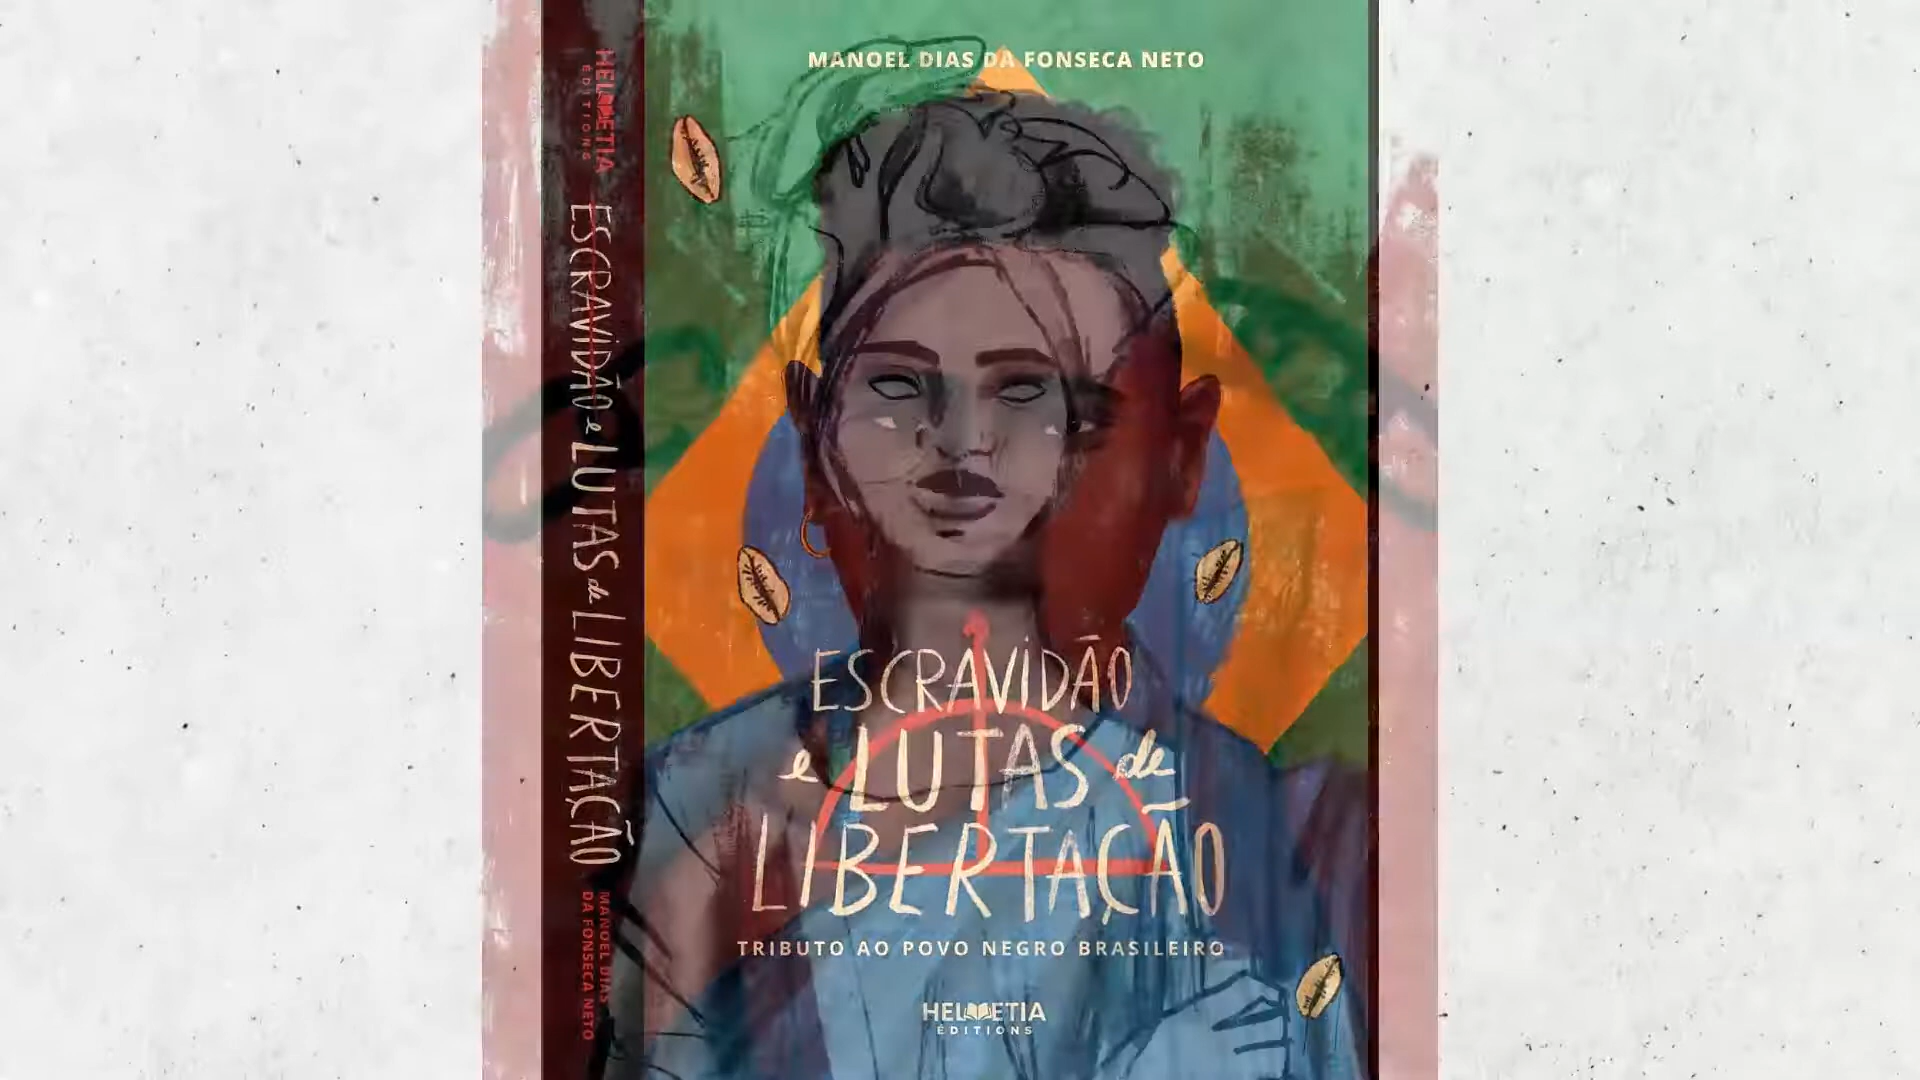 MANOEL DIAS DA FONSECA NETO
ESCRAVIDÃO
e LUTAS de
LIBERTAÇÃO
TRIBUTO AO POVO NEGRO BRASILEIRO
HELVETIA
ÉDITIONS
HELVETIA
ÉDITIONS
ESCRAVIDÃO e LUTAS de LIBERTAÇÃO
MANOEL DIAS
DA FONSECA NETO